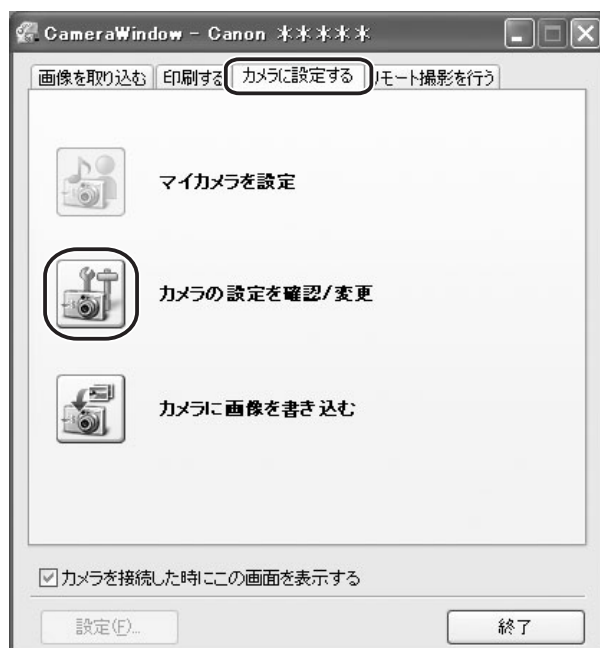 CameraWindow - Canon *****
画像を取り込む 印刷する カメラに設定する リモート撮影を行う
マイカメラを設定
カメラの設定を確認/変更
カメラに画像を書き込む
カメラを接続した時にこの画面を表示する
設定(F)... 終了